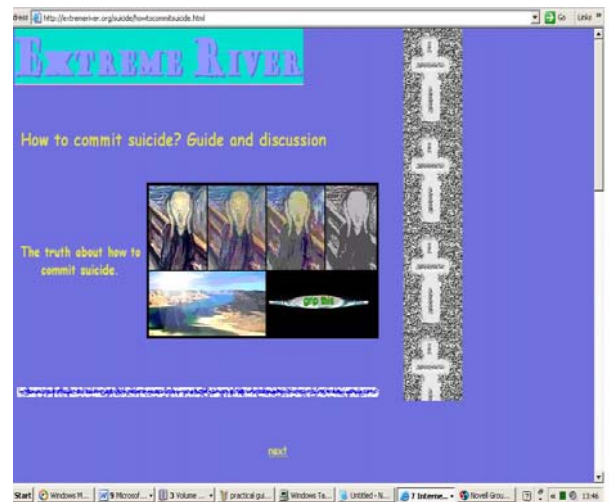 http://extremeriver.org/suicide/howtocommitsuicide.html
Go
Links
Extreme River
How to commit suicide? Guide and discussion
The truth about how to
commit suicide.
grip this
next
Start
Windows M...
9 Microsof...
3 Volume ...
practical gui...
Windows Ta...
Untitled - N...
7 Interne...
Novell Grou...
13:46